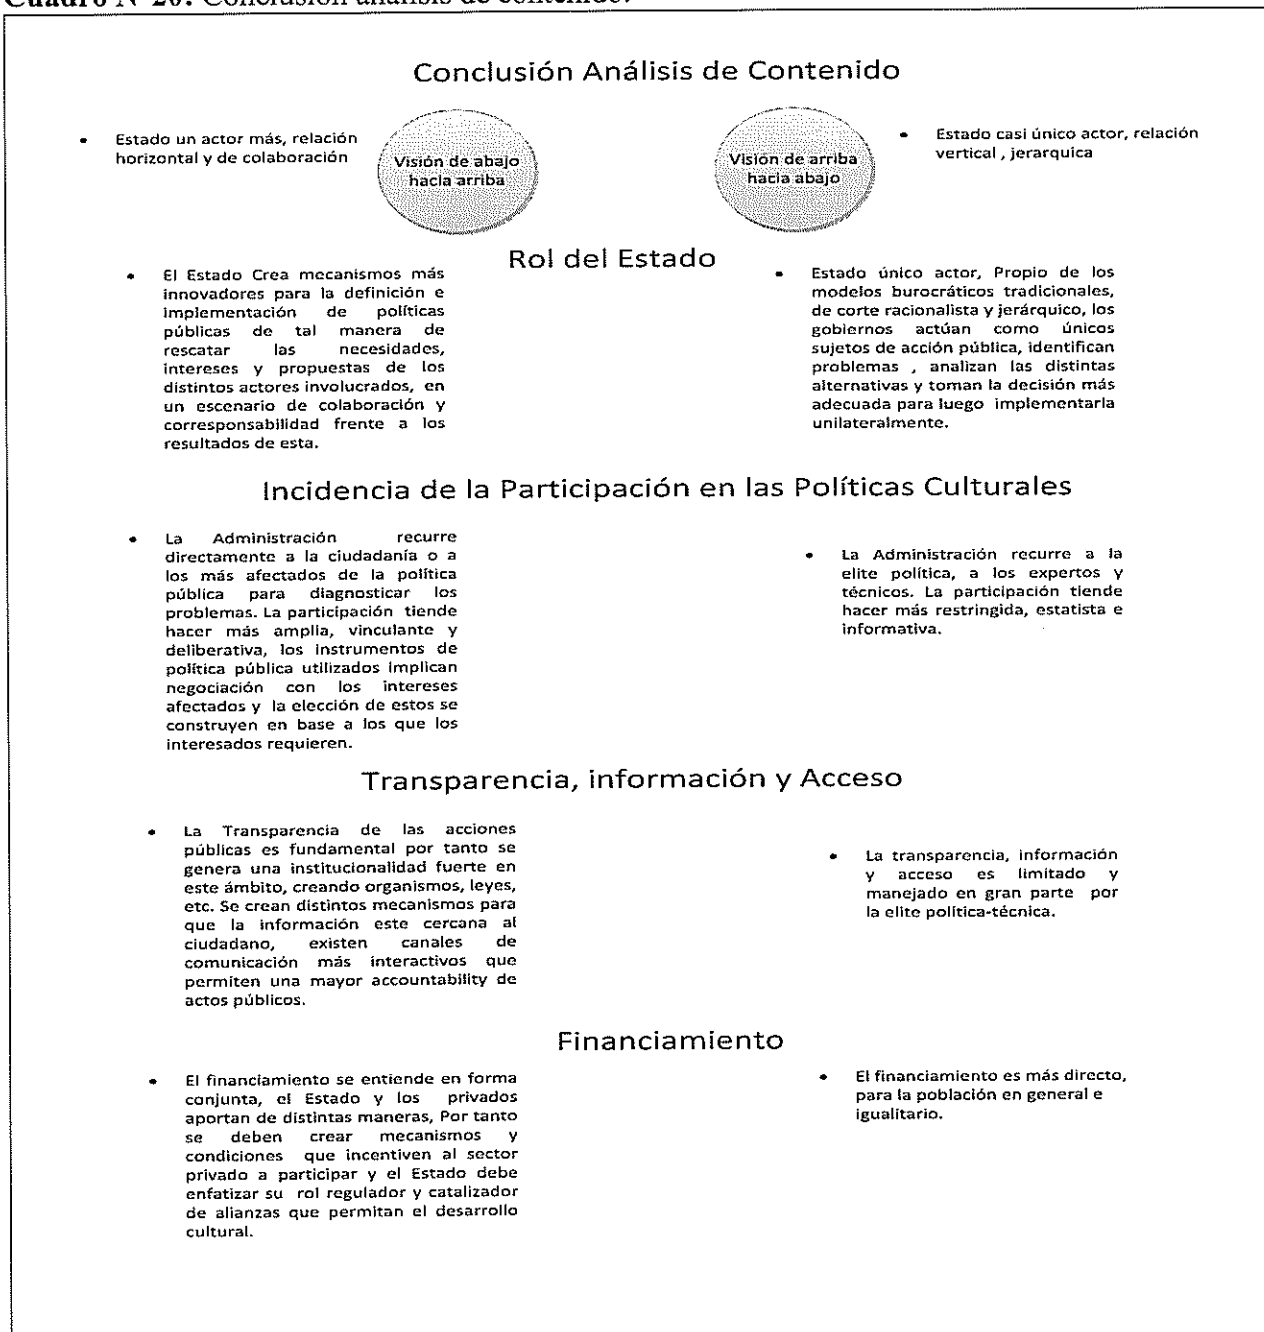 Cuadro N°20: Conclusión análisis de contenido.
Conclusión Análisis de Contenido
• Estado un actor más, relación
horizontal y de colaboración
Visión de abajo
hacia arriba
Visión de arriba
hacia abajo
• Estado casi único actor, relación
vertical , jerarquica
Rol del Estado
• El Estado Crea mecanismos más
innovadores para la definición e
implementación de políticas
públicas de tal manera de
rescatar las necesidades,
intereses y propuestas de los
distintos actores involucrados, en
un escenario de colaboración y
corresponsabilidad frente a los
resultados de esta.
• Estado único actor, Propio de los
modelos burocráticos tradicionales,
de corte racionalista y jerárquico, los
gobiernos actúan como únicos
sujetos de acción pública, identifican
problemas , analizan las distintas
alternativas y toman la decisión más
adecuada para luego implementarla
unilateralmente.
Incidencia de la Participación en las Políticas Culturales
• La Administración recurre
directamente a la ciudadanía o a
los más afectados de la política
pública para diagnosticar los
problemas. La participación tiende
hacer más amplia, vinculante y
deliberativa, los instrumentos de
política pública utilizados implican
negociación con los intereses
afectados y la elección de estos se
construyen en base a los que los
interesados requieren.
• La Administración recurre a la
elite política, a los expertos y
técnicos. La participación tiende
hacer más restringida, estatista e
informativa.
Transparencia, información y Acceso
• La Transparencia de las acciones
públicas es fundamental por tanto se
genera una institucionalidad fuerte en
este ámbito, creando organismos, leyes,
etc. Se crean distintos mecanismos para
que la información este cercana al
ciudadano, existen canales de
comunicación más interactivos que
permiten una mayor accountability de
actos públicos.
• La transparencia, información
y acceso es limitado y
manejado en gran parte por
la elite política-técnica.
Financiamiento
• El financiamiento se entiende en forma
conjunta, el Estado y los privados
aportan de distintas maneras, Por tanto
se deben crear mecanismos y
condiciones que incentiven al sector
privado a participar y el Estado debe
enfatizar su rol regulador y catalizador
de alianzas que permitan el desarrollo
cultural.
• El financiamiento es más directo,
para la población en general e
igualitario.